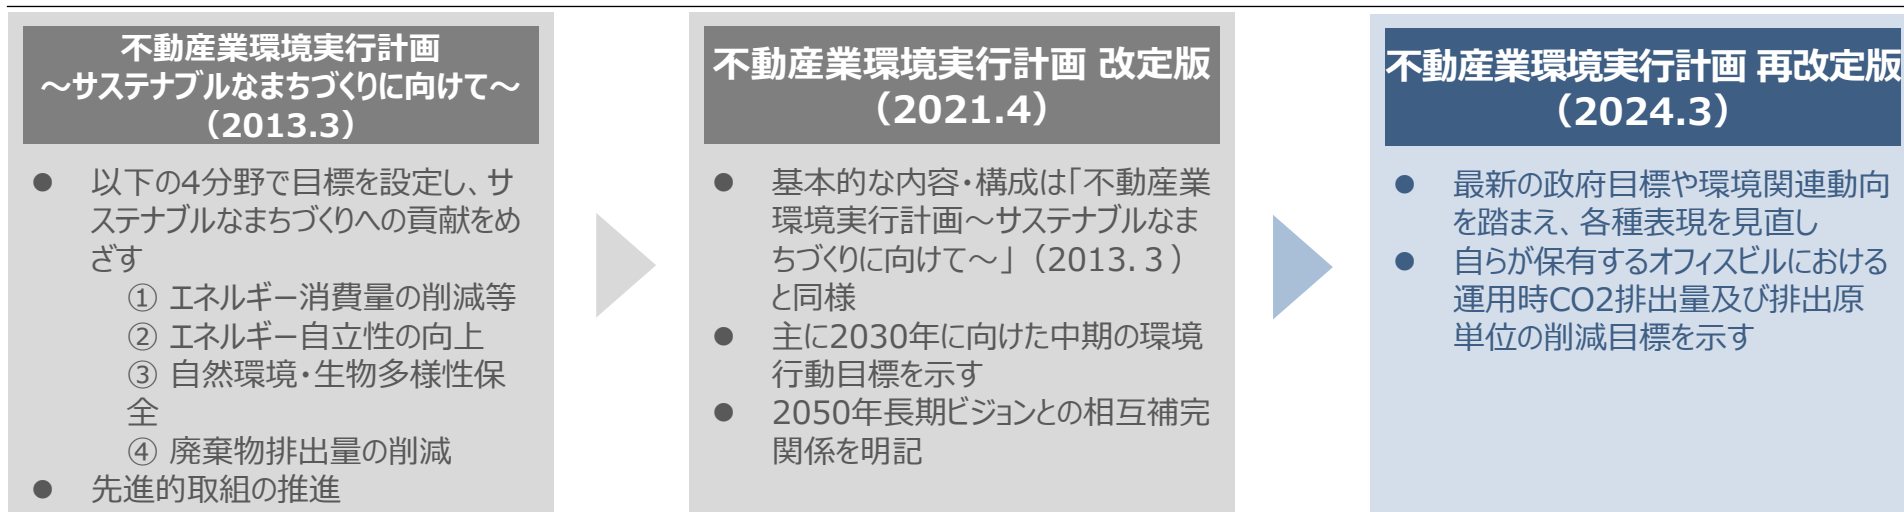 不動産業環境実行計画
～サステナブルなまちづくりに向けて～
（2013.3）
● 以下の4分野で目標を設定し、サ
ステナブルなまちづくりへの貢献をめ
ざす
① エネルギー消費量の削減等
② エネルギー自立性の向上
③ 自然環境・生物多様性保
全
④ 廃棄物排出量の削減
● 先進的取組の推進
不動産業環境実行計画 改定版
（2021.4）
● 基本的な内容・構成は「不動産業
環境実行計画～サステナブルなま
ちづくりに向けて～」（2013.３）
と同様
● 主に2030年に向けた中期の環境
行動目標を示す
● 2050年長期ビジョンとの相互補完
関係を明記
不動産業環境実行計画 再改定版
（2024.3）
● 最新の政府目標や環境関連動向
を踏まえ、各種表現を見直し
● 自らが保有するオフィスビルにおける
運用時CO2排出量及び排出原
単位の削減目標を示す